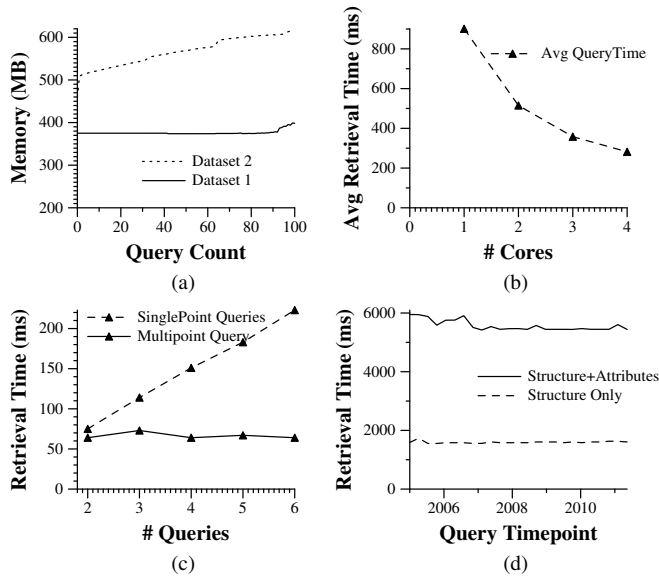 600
500
400
300
200
Memory (MB)
Dataset 2
Dataset 1
0
20
40
60
80
100
Query Count
(a)
800
600
400
200
0
Avg Retrieval Time (ms)
Avg QueryTime
0
1
2
3
4
# Cores
(b)
200
150
100
50
0
Retrieval Time (ms)
SinglePoint Queries
Multipoint Query
2
3
4
5
6
# Queries
(c)
6000
4000
2000
0
Retrieval Time (ms)
Structure+Attributes
Structure Only
2006
2008
2010
Query Timepoint
(d)